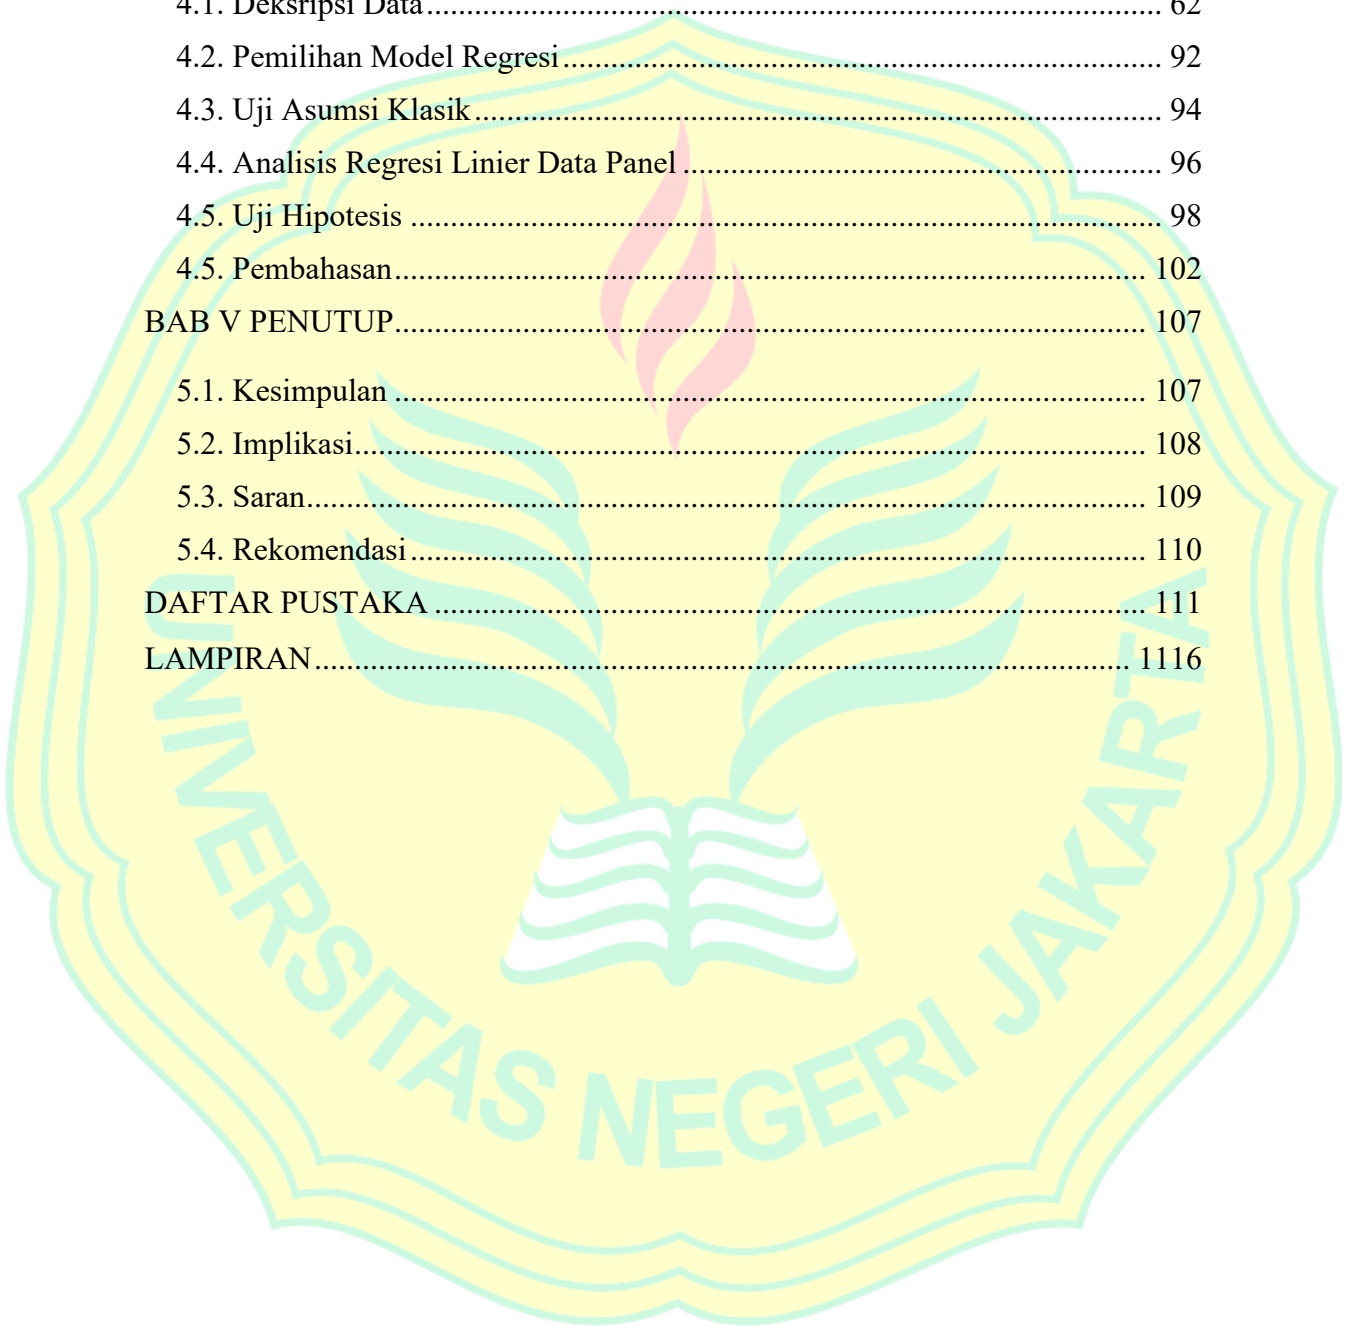 4.1. Deksripsi Data 62
4.2. Pemilihan Model Regresi 92
4.3. Uji Asumsi Klasik 94
4.4. Analisis Regresi Linier Data Panel 96
4.5. Uji Hipotesis 98
4.5. Pembahasan 102
BAB V PENUTUP 107
5.1. Kesimpulan 107
5.2. Implikasi 108
5.3. Saran 109
5.4. Rekomendasi 110
DAFTAR PUSTAKA 111
LAMPIRAN 1116
UNIVERSITAS NEGERI JAKARTA